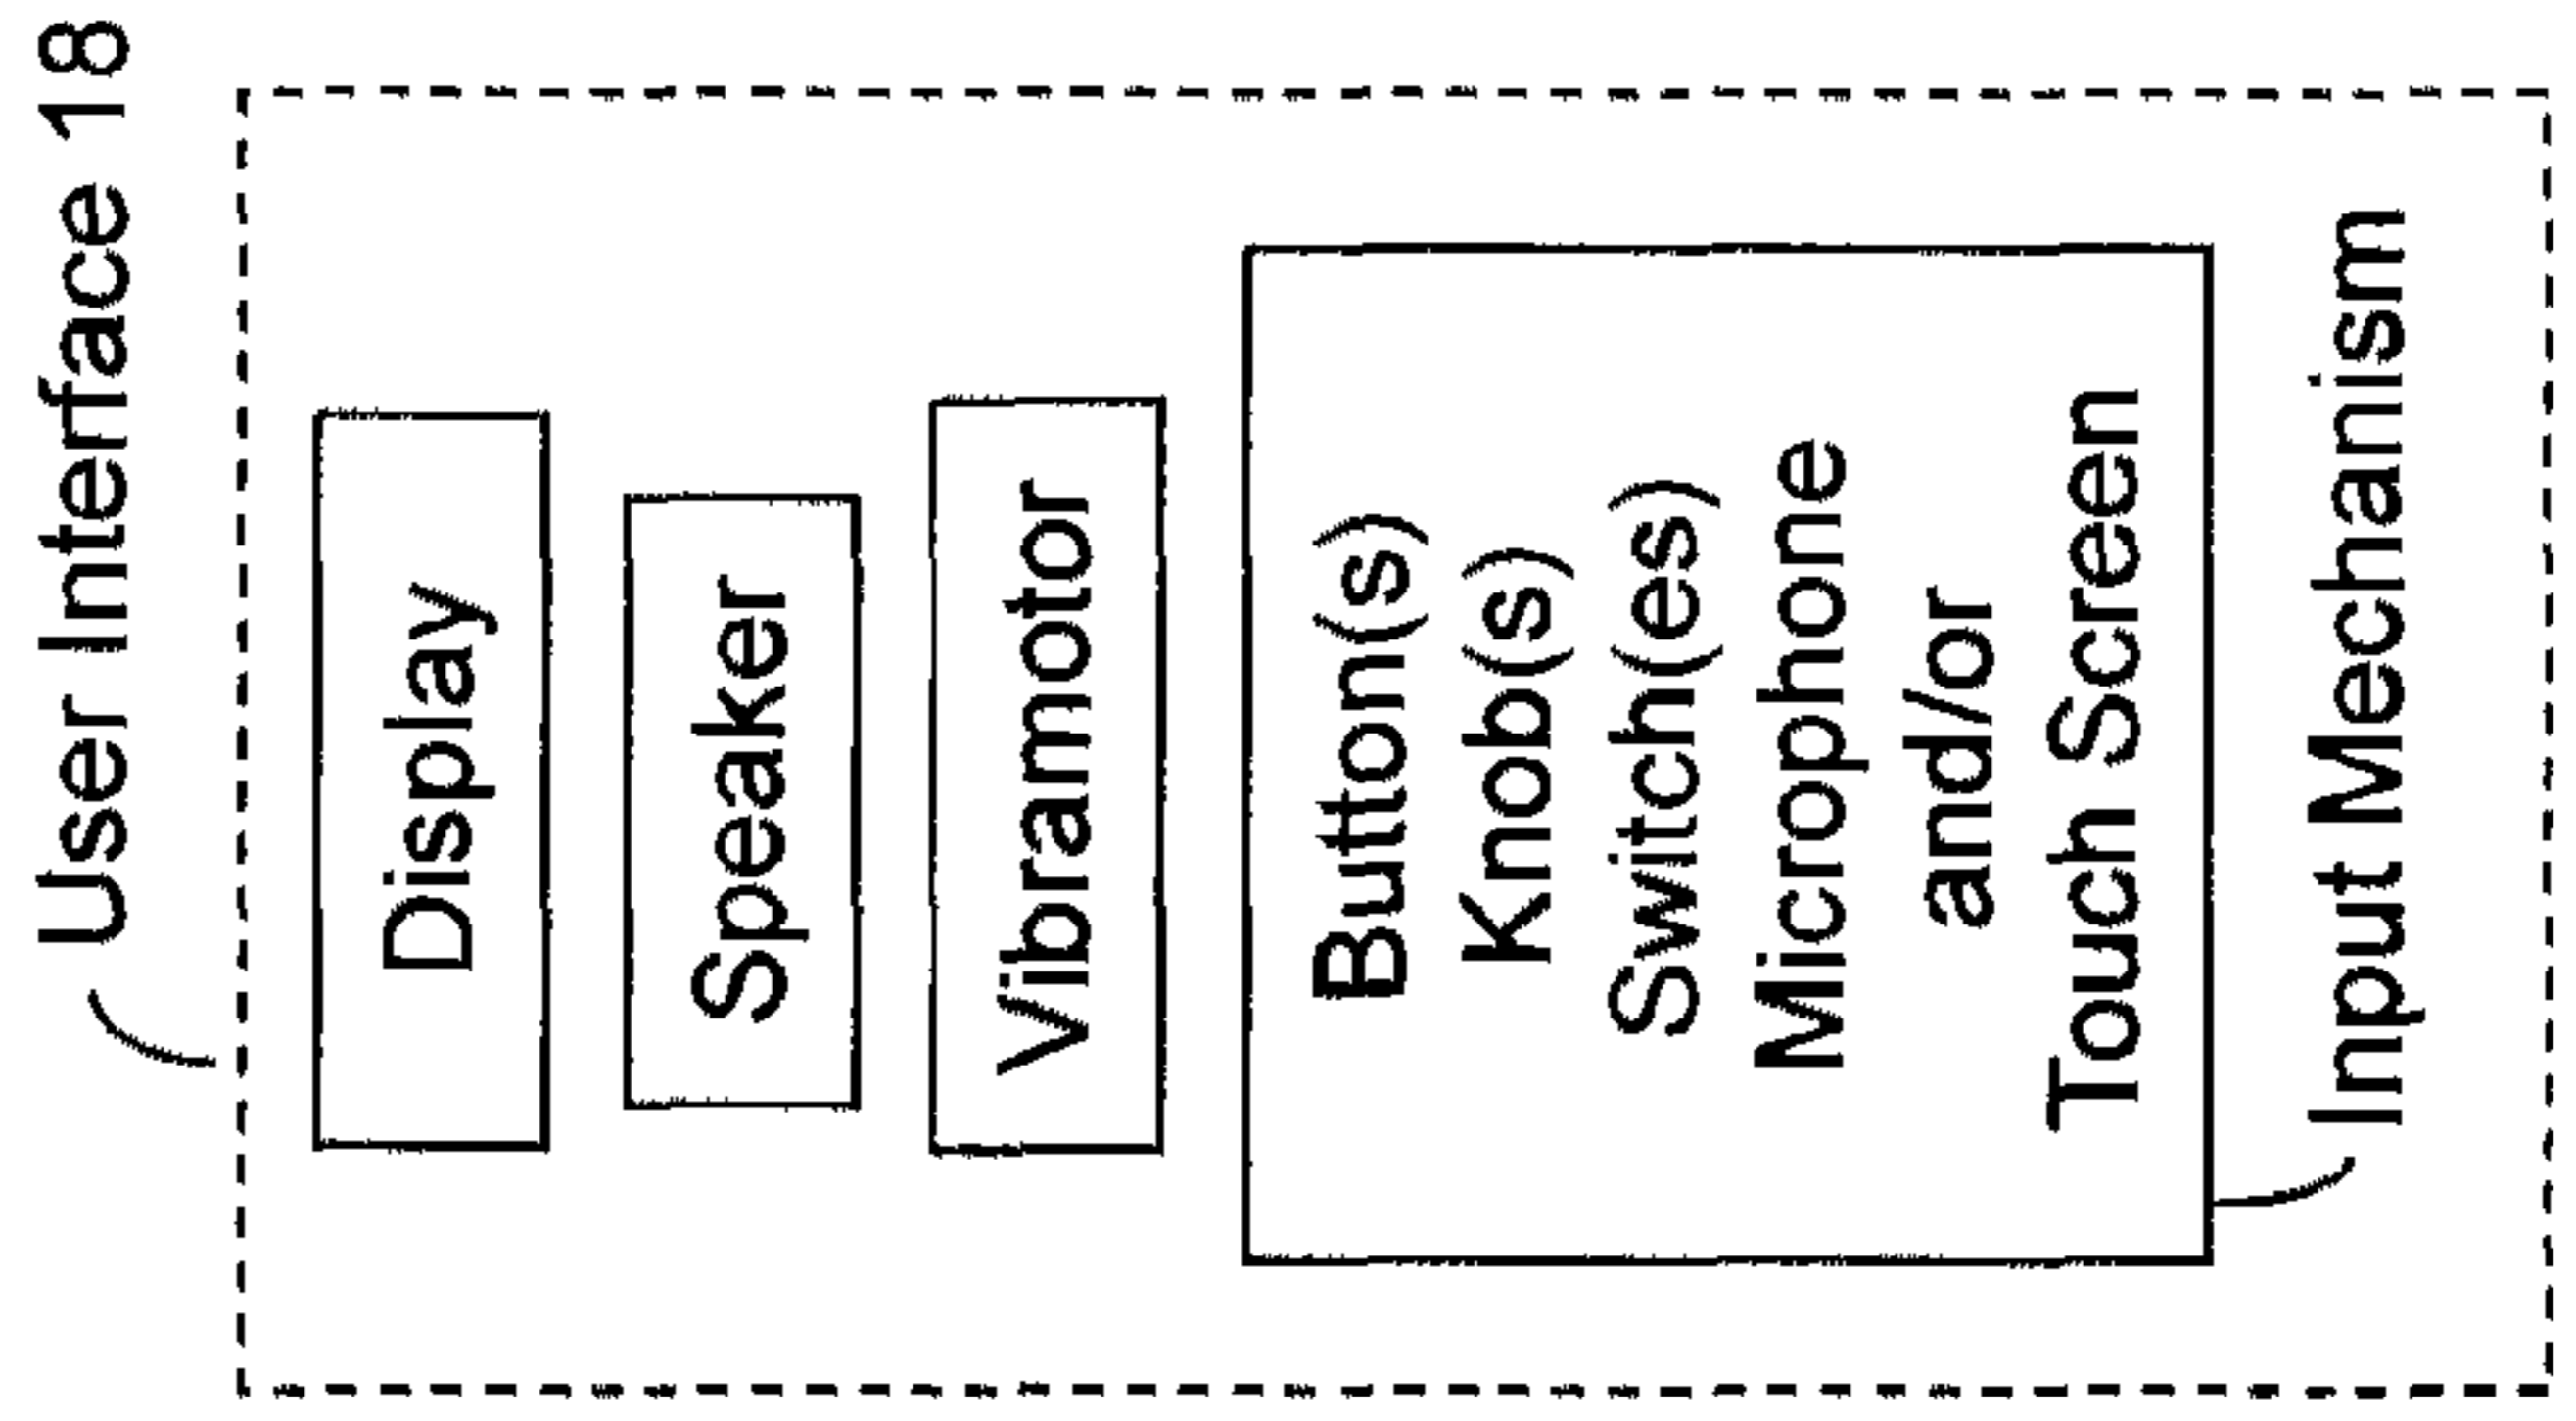 User Interface 18
Display
Speaker
Vibramotor
Button(s)
Knob(s)
Switch(es)
Microphone
and/or
Touch Screen
Input Mechanism